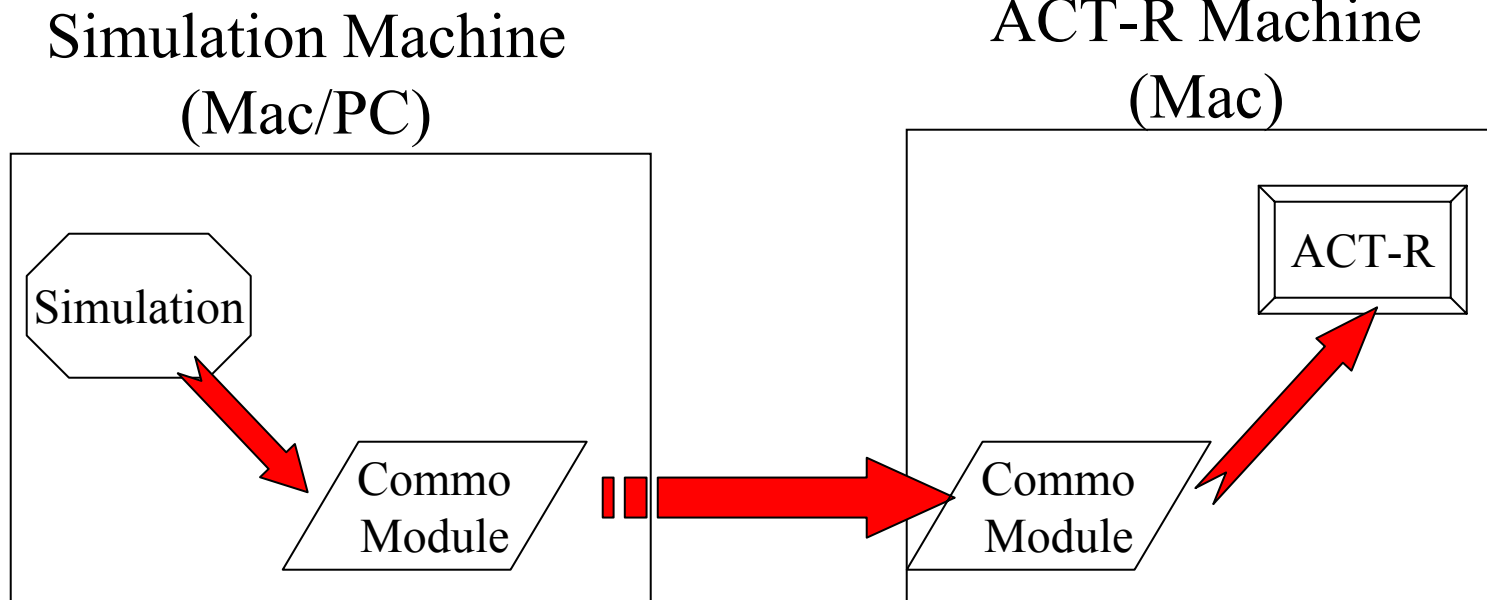 Simulation Machine
(Mac/PC)
ACT-R Machine
(Mac)
Simulation
Commo
Module
Commo
Module
ACT-R